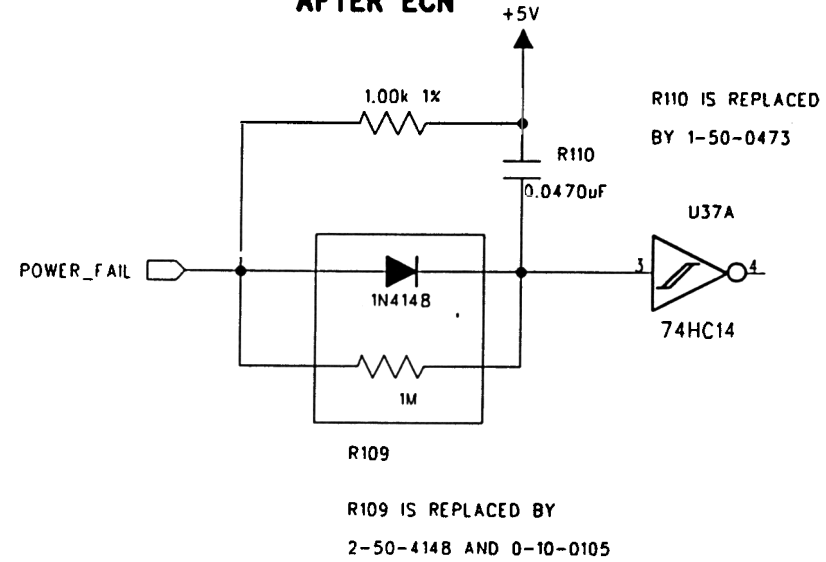 AFTER ECN
+5V
1.00k 1%
R110 IS REPLACED
BY 1-50-0473
R110
0.0470uF
U37A
POWER_FAIL
1N4148
3
4
74HC14
1M
R109
R109 IS REPLACED BY
2-50-4148 AND 0-10-0105